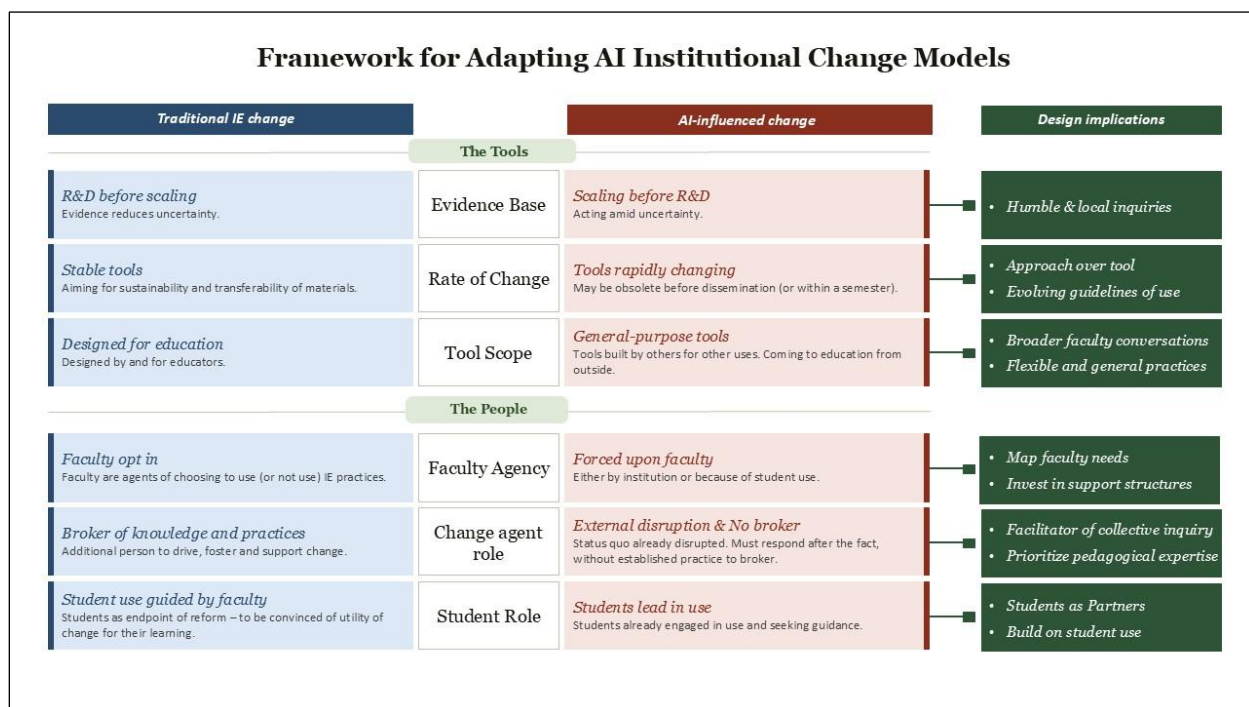 Framework for Adapting AI Institutional Change Models
Traditional IE change
AI-influenced change
Design implications
The Tools
R&D before scaling
Evidence reduces uncertainty.
Evidence Base
Scaling before R&D
Acting amid uncertainty.
• Humble & local inquiries
Stable tools
Aiming for sustainability and transferability of materials.
Rate of Change
Tools rapidly changing
May be obsolete before dissemination (or within a semester).
• Approach over tool
• Evolving guidelines of use
Designed for education
Designed by and for educators.
Tool Scope
General-purpose tools
Tools built by others for other uses. Coming to education from
outside.
• Broader faculty conversations
• Flexible and general practices
The People
Faculty opt in
Faculty are agents of choosing to use (or not use) IE practices.
Faculty Agency
Forced upon faculty
Either by institution or because of student use.
• Map faculty needs
• Invest in support structures
Broker of knowledge and practices
Additional person to drive, foster and support change.
Change agent
role
External disruption & No broker
Status quo already disrupted. Must respond after the fact,
without established practice to broker.
• Facilitator of collective inquiry
• Prioritize pedagogical expertise
Student use guided by faculty
Students as endpoint of reform – to be convinced of utility of
change for their learning.
Student Role
Students lead in use
Students already engaged in use and seeking guidance.
• Students as Partners
• Build on student use